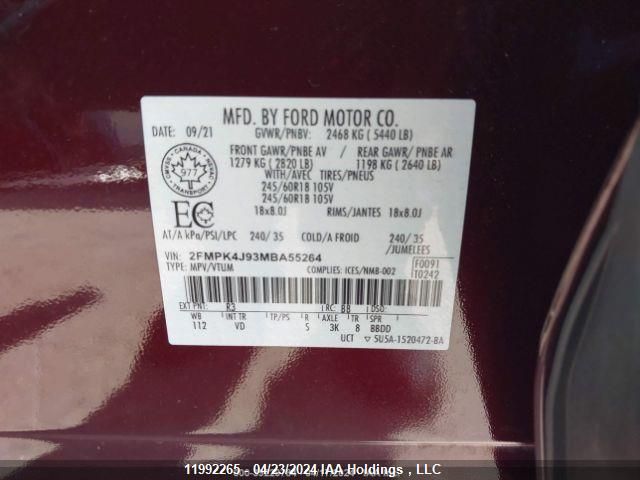 MFD. BY FORD MOTOR CO.
DATE: 09/21 GVWR/PNBV: 2468 KG ( 5440 LB)
FRONT GAWR/PNBE AV / REAR GAWR/ PNBE AR
1279 KG ( 2820 LB) 1198 KG ( 2640 LB)
WITH/AVEC TIRES/PNEUS
245/60R18 105V
245/60R18 105V
18x8.0J RIMS/JANTES 18x8.0J
CANADA
977
EC
AT/A kPa/PSI/LPC 240/ 35 COLD/A FROID 240/ 35
/JUMELEES
VIN: 2FMPK4J93MBA55264
TYPE: MPV/VTUM COMPLIES: ICES/NMB-002
F0091
T0242
EXT PNT: R3 RC: BB DSO:
WB INT TR TP/PS R AXLE TR SPR
112 VD 5 3K 8 BBDD
UCT 5U5A-1520472-BA
11992265 - 04/23/2024 IAA Holdings , LLC